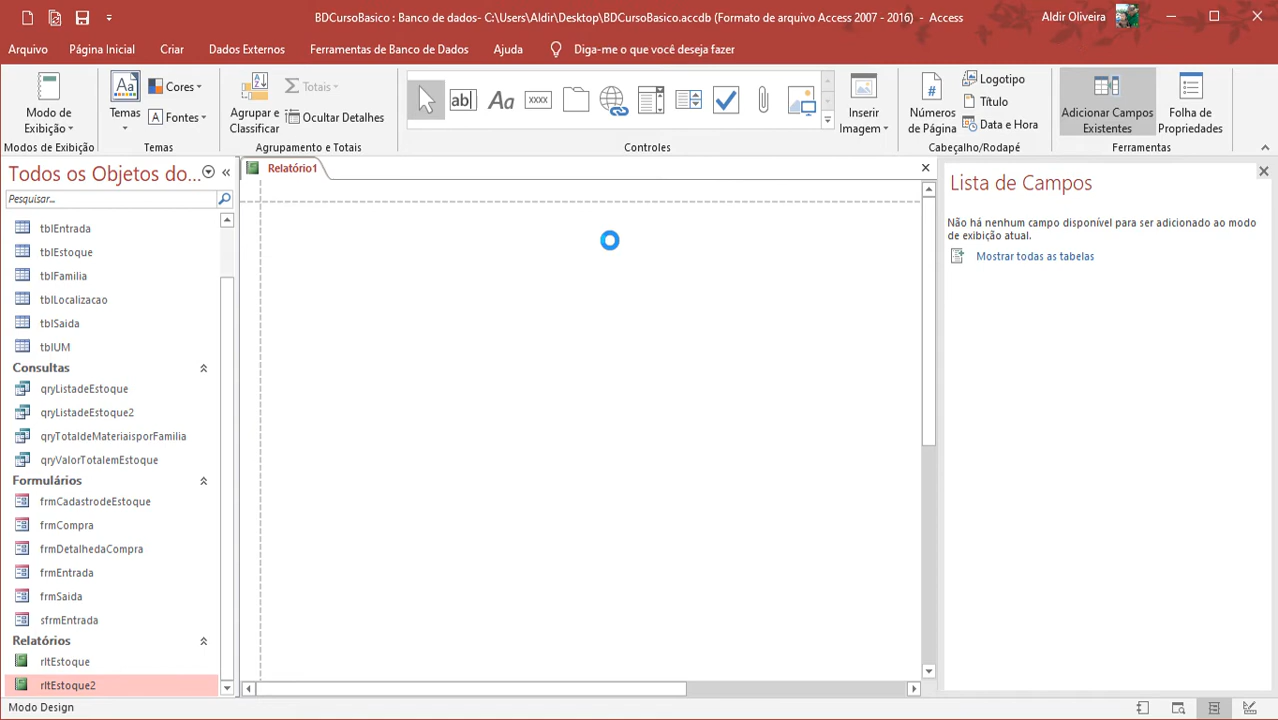 BDCursoBasico : Banco de dados- C:\Users\Aldir\Desktop\BDCursoBasico.accdb (Formato de arquivo Access 2007 - 2016) - Access
Aldir Oliveira
Arquivo Página Inicial Criar Dados Externos Ferramentas de Banco de Dados Ajuda Diga-me o que você deseja fazer
Modo de
Exibição
Modos de Exibição
Temas
Cores
Fontes
Temas
Agrupar e
Classificar
Totais
Ocultar Detalhes
Agrupamento e Totais
ab|
Aa
xxxx
Controles
Inserir
Imagem
Números
de Página
Logotipo
Título
Data e Hora
Cabeçalho/Rodapé
Adicionar Campos
Existentes
Folha de
Propriedades
Ferramentas
Todos os Objetos do...
Pesquisar...
tblEntrada
tblEstoque
tblFamilia
tblLocalizacao
tblSaida
tblUM
Consultas
qryListadeEstoque
qryListadeEstoque2
qryTotaldeMateriaisporFamilia
qryValorTotalemEstoque
Formulários
frmCadastrodeEstoque
frmCompra
frmDetalhedaCompra
frmEntrada
frmSaida
sfrmEntrada
Relatórios
rltEstoque
rltEstoque2
Relatório1
Lista de Campos
Não há nenhum campo disponível para ser adicionado ao modo
de exibição atual.
Mostrar todas as tabelas
Modo Design